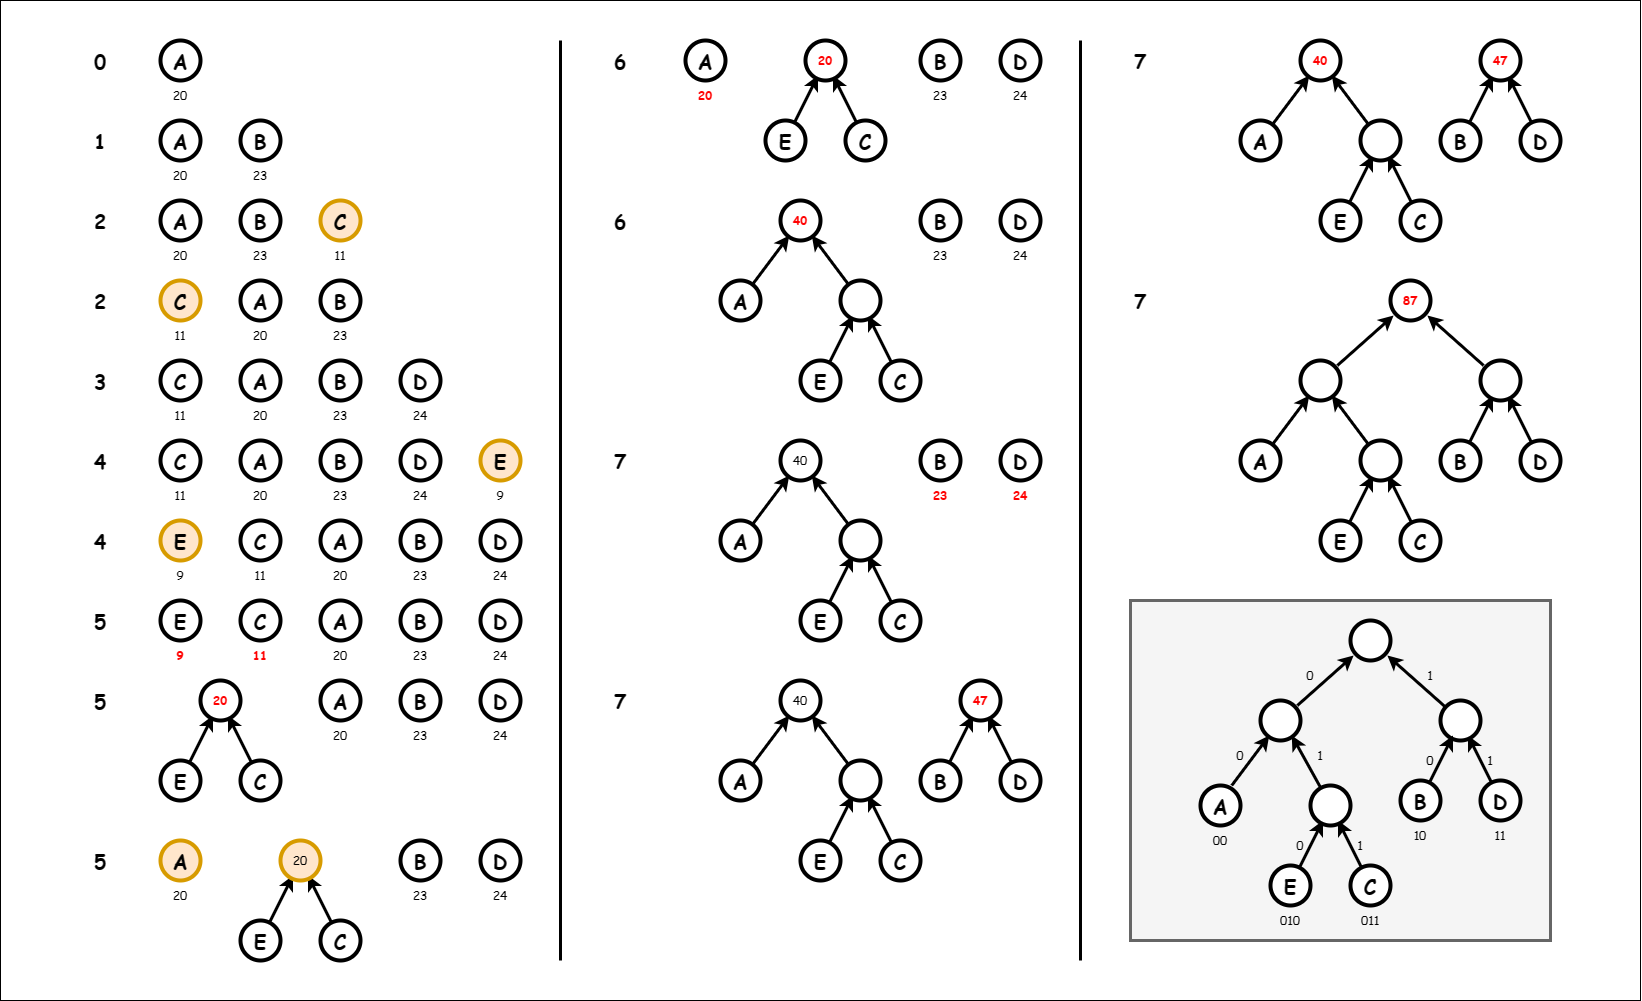 0 A
20
1 A B
20 23
2 A B C
20 23 11
2 C A B
11 20 23
3 C A B D
11 20 23 24
4 C A B D E
11 20 23 24 9
4 E C A B D
9 11 20 23 24
5 E C A B D
9 11 20 23 24
5 20 A B D
20 23 24
E C
5 A 20 B D
20 23 24
E C
6 A 20 B D
20 23 24
E C
6 40 B D
23 24
A
E C
7 40 B D
23 24
A
E C
7 40 47
A B D
E C
7 40 47
A B D
E C
7 87
A B D
E C
0 1
0 1 0 1
A B D
00 10 11
0 1
E C
010 011